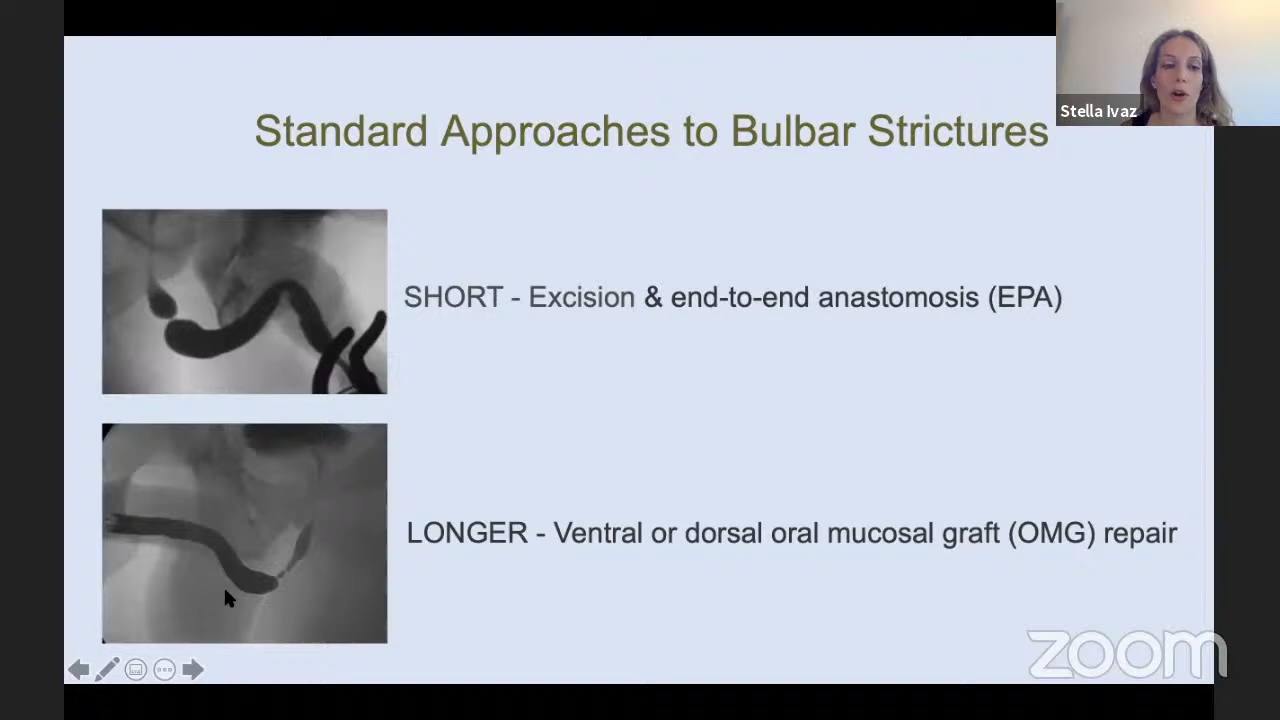 Stella Ivaz
Standard Approaches to Bulbar Strictures
SHORT - Excision & end-to-end anastomosis (EPA)
LONGER - Ventral or dorsal oral mucosal graft (OMG) repair
zoom